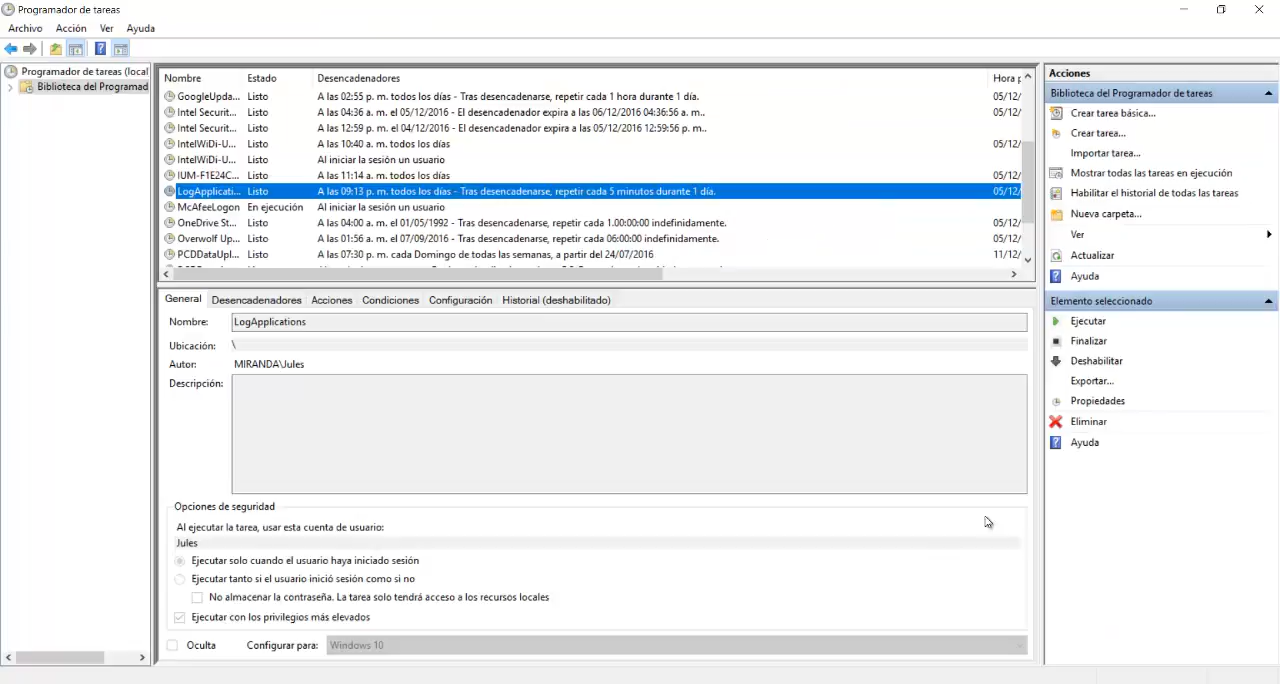 Programador de tareas
Archivo Acción Ver Ayuda
Programador de tareas (local
Biblioteca del Programad
Nombre Estado Desencadenadores Hora p
GoogleUpda... Listo A las 02:55 p. m. todos los días - Tras desencadenarse, repetir cada 1 hora durante 1 día. 05/12/
Intel Securit... Listo A las 04:36 a. m. el 05/12/2016 - El desencadenador expira a las 06/12/2016 04:36:56 a. m.. 05/12/
Intel Securit... Listo A las 12:59 p. m. el 04/12/2016 - El desencadenador expira a las 05/12/2016 12:59:56 p. m..
IntelWiDi-U... Listo A las 10:40 a. m. todos los días 05/12/
IntelWiDi-U... Listo Al iniciar la sesión un usuario
IUM-F1E24C... Listo A las 11:14 a. m. todos los días 05/12/
LogApplicati... Listo A las 09:13 p. m. todos los días - Tras desencadenarse, repetir cada 5 minutos durante 1 día. 05/12/
McAfeeLogon En ejecución Al iniciar la sesión un usuario
OneDrive St... Listo A las 04:00 a. m. el 01/05/1992 - Tras desencadenarse, repetir cada 1.00:00:00 indefinidamente. 05/12/
Overwolf Up... Listo A las 01:56 a. m. el 07/09/2016 - Tras desencadenarse, repetir cada 06:00:00 indefinidamente. 05/12/
PCDDataUpl... Listo A las 07:30 p. m. cada Domingo de todas las semanas, a partir del 24/07/2016 11/12/
General Desencadenadores Acciones Condiciones Configuración Historial (deshabilitado)
Nombre: LogApplications
Ubicación: \
Autor: MIRANDA\Jules
Descripción:
Opciones de seguridad
Al ejecutar la tarea, usar esta cuenta de usuario:
Jules
Ejecutar solo cuando el usuario haya iniciado sesión
Ejecutar tanto si el usuario inició sesión como si no
No almacenar la contraseña. La tarea solo tendrá acceso a los recursos locales
Ejecutar con los privilegios más elevados
Oculta Configurar para: Windows 10
Acciones
Biblioteca del Programador de tareas
Crear tarea básica...
Crear tarea...
Importar tarea...
Mostrar todas las tareas en ejecución
Habilitar el historial de todas las tareas
Nueva carpeta...
Ver
Actualizar
Ayuda
Elemento seleccionado
Ejecutar
Finalizar
Deshabilitar
Exportar...
Propiedades
Eliminar
Ayuda